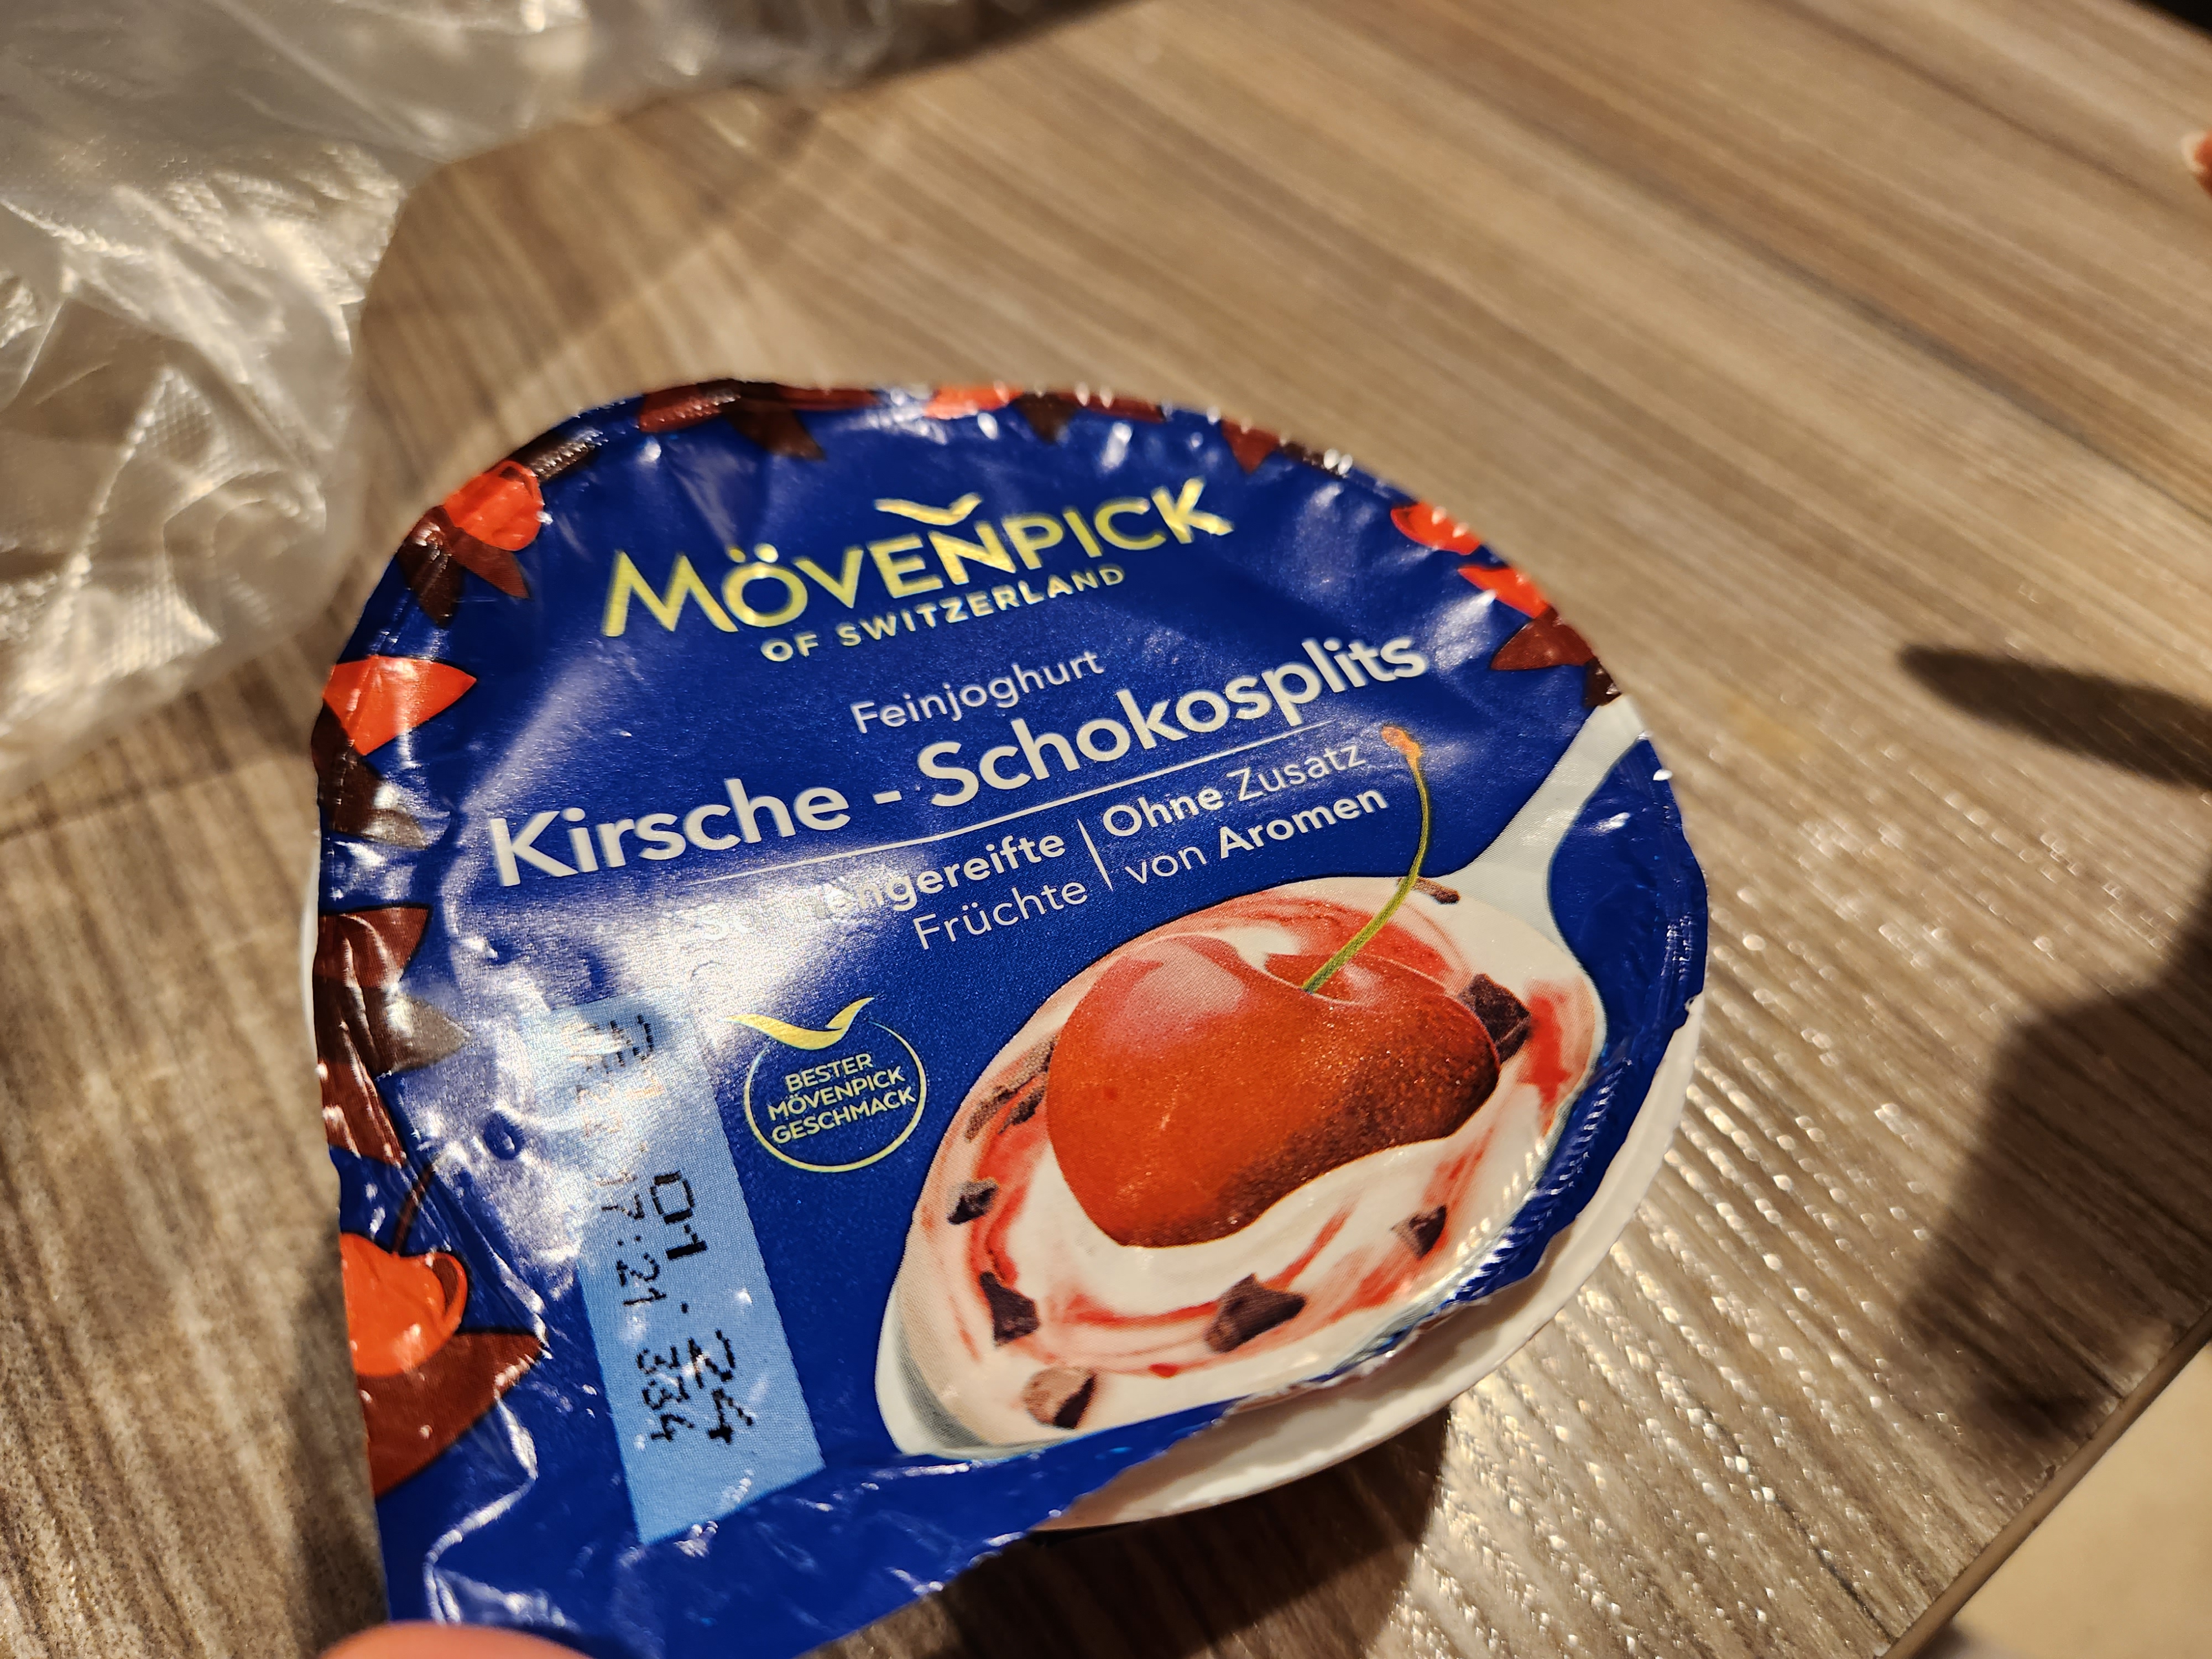 MÖVENPICK
OF SWITZERLAND
Feinjoghurt
Kirsche - Schokosplits
Ohne Zusatz
Früchte
von Aromen
BESTER
MÖVENPICK
GESCHMACK
01.24
7:21 334